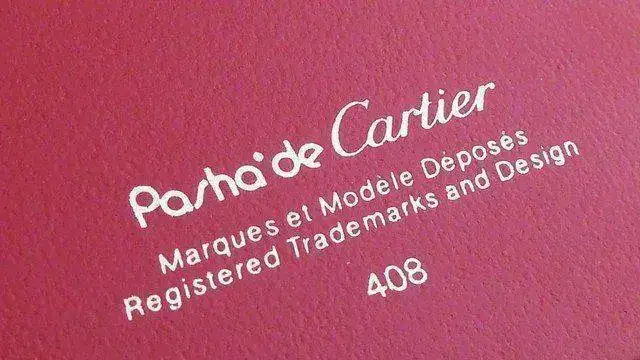 Pasha de Cartier
Marques et Modèle Déposés
Registered Trademarks and Design
408